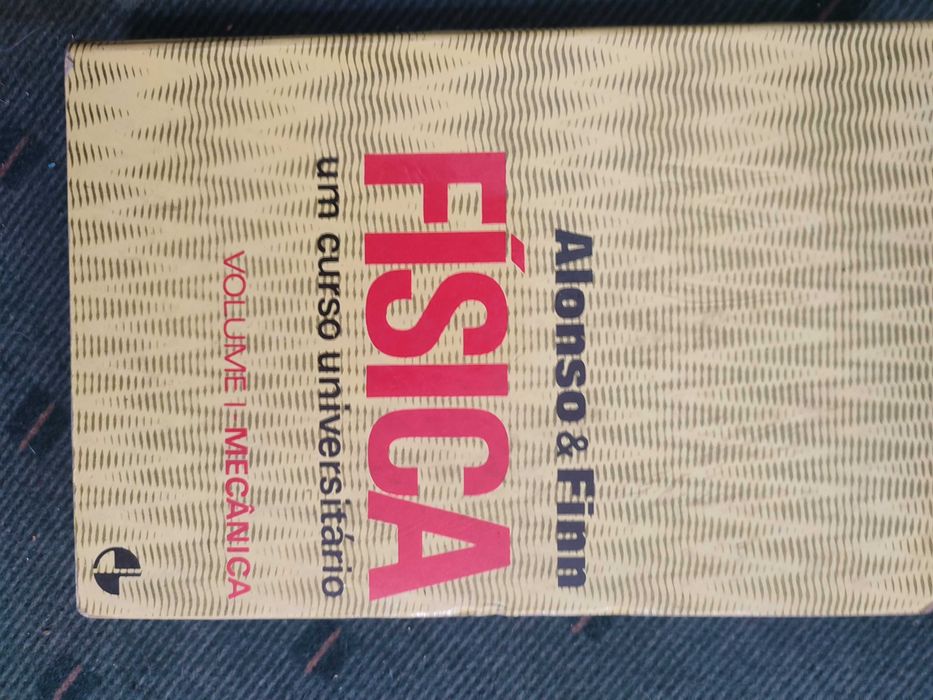 Alonso & Finn
FÍSICA
um curso universitário
VOLUME I - MECÂNICA